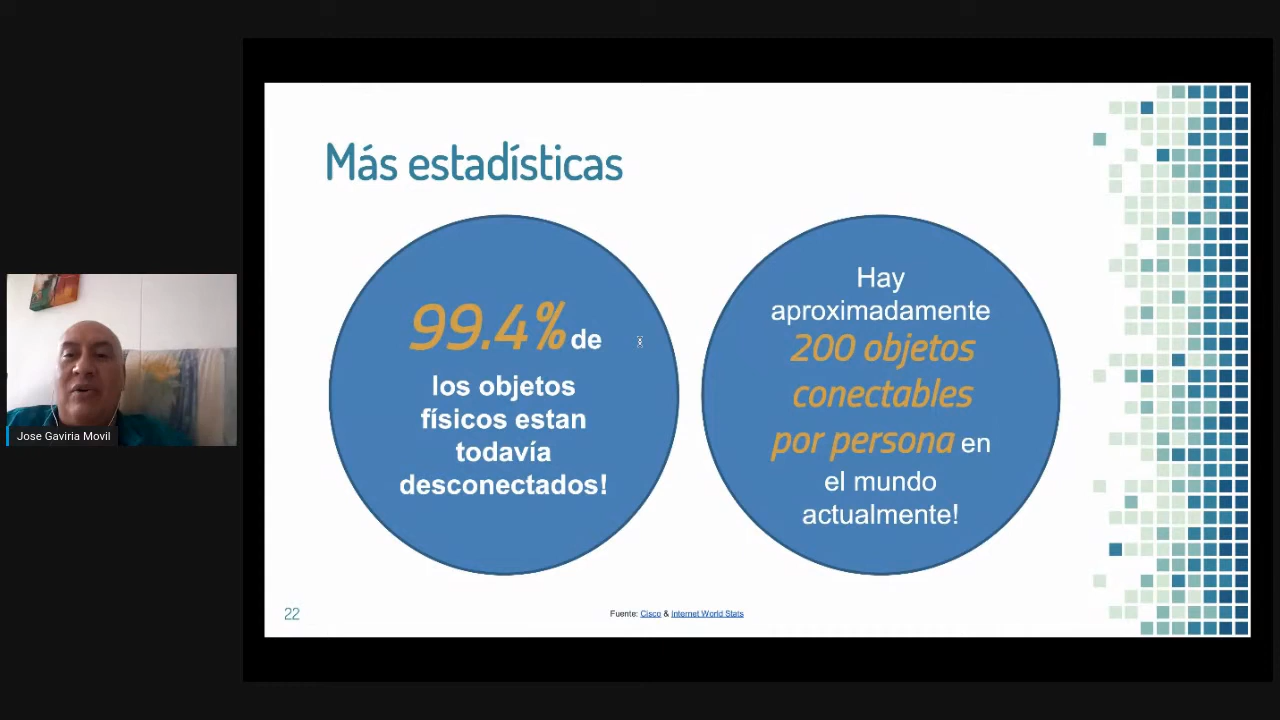 Más estadísticas
99.4% de
los objetos
físicos estan
todavía
desconectados!
Hay
aproximadamente
200 objetos
conectables
por persona en
el mundo
actualmente!
22
Fuente: Cisco & Internet World Stats
Jose Gaviria Movil